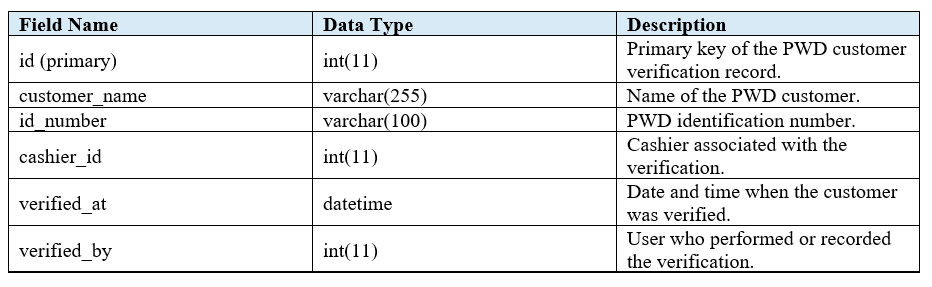 Field Name Data Type Description
id (primary) int(11) Primary key of the PWD customer
verification record.
customer_name varchar(255) Name of the PWD customer.
id_number varchar(100) PWD identification number.
cashier_id int(11) Cashier associated with the
verification.
verified_at datetime Date and time when the customer
was verified.
verified_by int(11) User who performed or recorded
the verification.